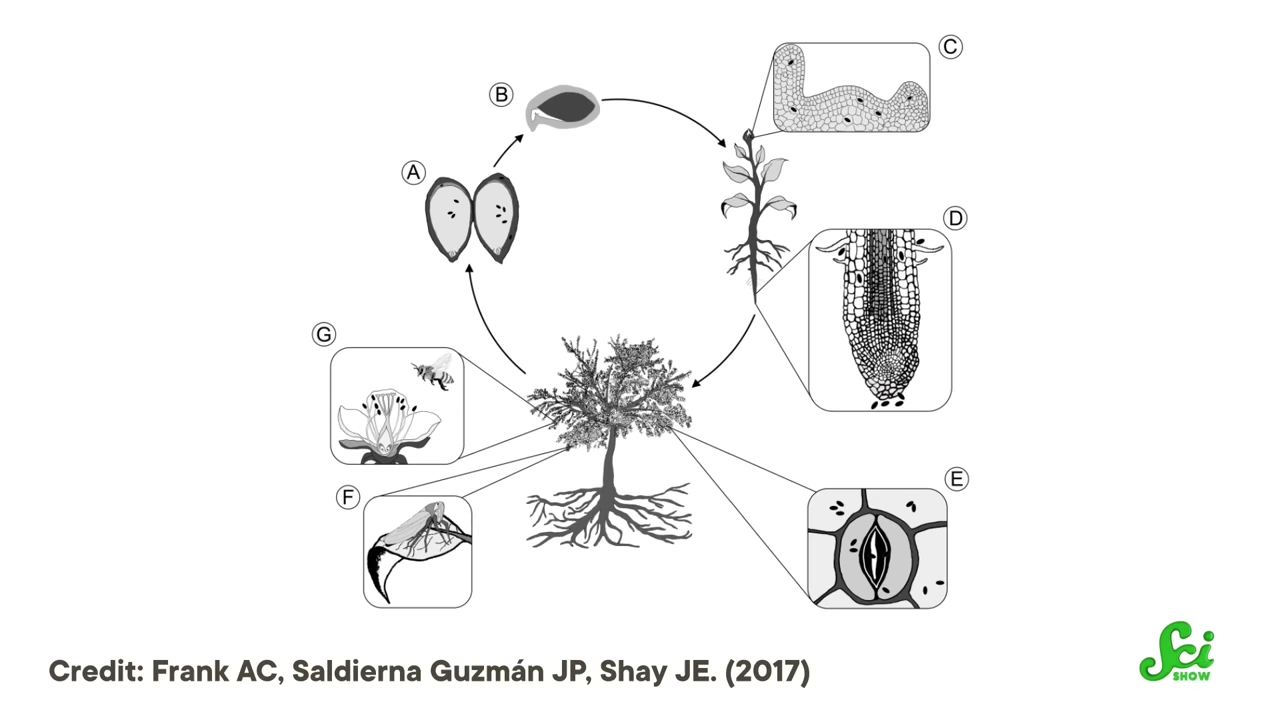 C
B
A
D
G
F
E
Credit: Frank AC, Saldierna Guzmán JP, Shay JE. (2017)
Sci
SHOW